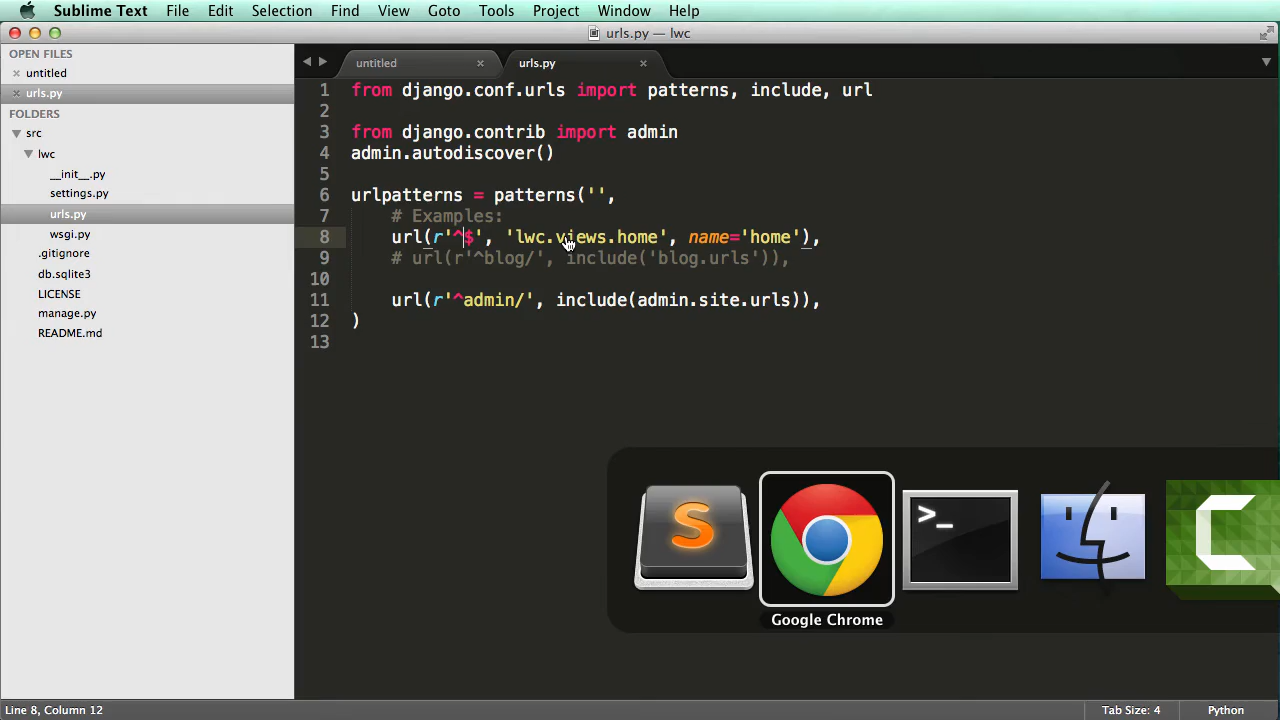 Sublime Text File Edit Selection Find View Goto Tools Project Window Help
urls.py — lwc
OPEN FILES
untitled
urls.py
FOLDERS
src
lwc
__init__.py
settings.py
urls.py
wsgi.py
.gitignore
db.sqlite3
LICENSE
manage.py
README.md
untitled
urls.py
1 from django.conf.urls import patterns, include, url
2
3 from django.contrib import admin
4 admin.autodiscover()
5
6 urlpatterns = patterns('',
7     # Examples:
8     url(r'^$', 'lwc.views.home', name='home'),
9     # url(r'^blog/', include('blog.urls')),
10
11     url(r'^admin/', include(admin.site.urls)),
12 )
13
Google Chrome
Line 8, Column 12
Tab Size: 4
Python